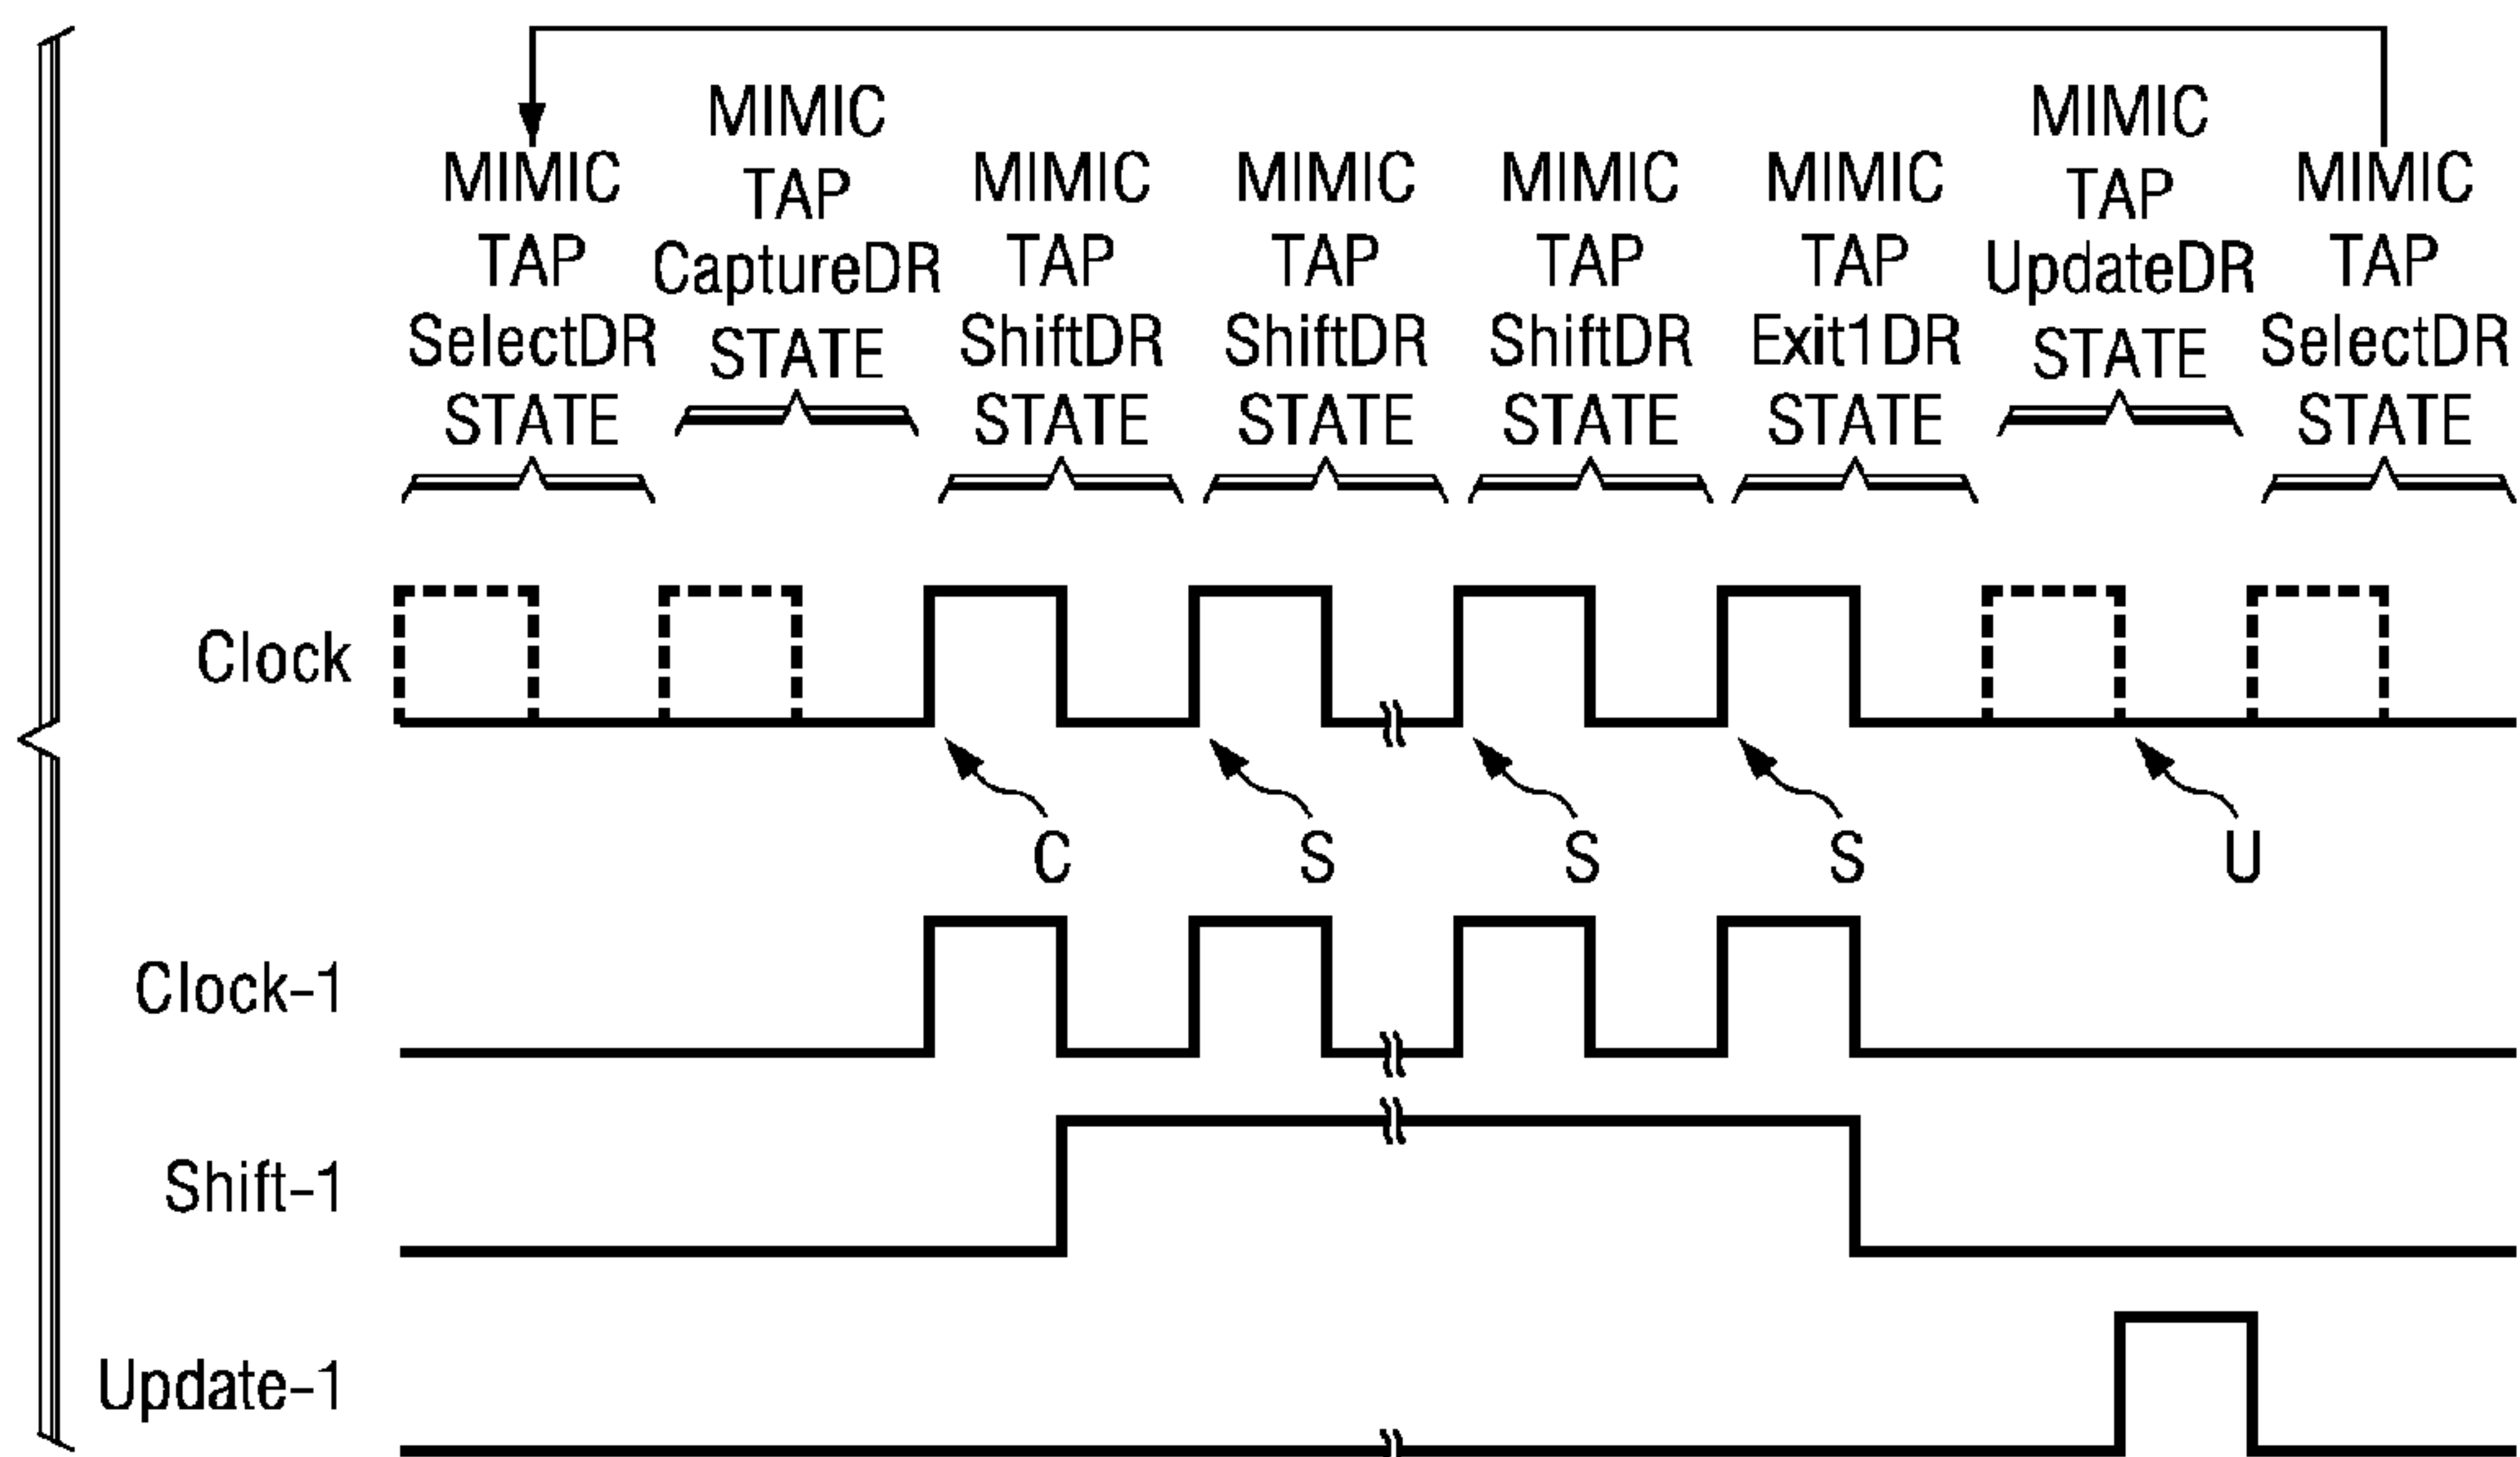 MIMIC
TAP
SelectDR
STATE
MIMIC
TAP
CaptureDR
STATE
MIMIC
TAP
ShiftDR
STATE
MIMIC
TAP
ShiftDR
STATE
MIMIC
TAP
ShiftDR
STATE
MIMIC
TAP
Exit1DR
STATE
MIMIC
TAP
UpdateDR
STATE
MIMIC
TAP
SelectDR
STATE
Clock
C
S
S
S
U
Clock-1
Shift-1
Update-1